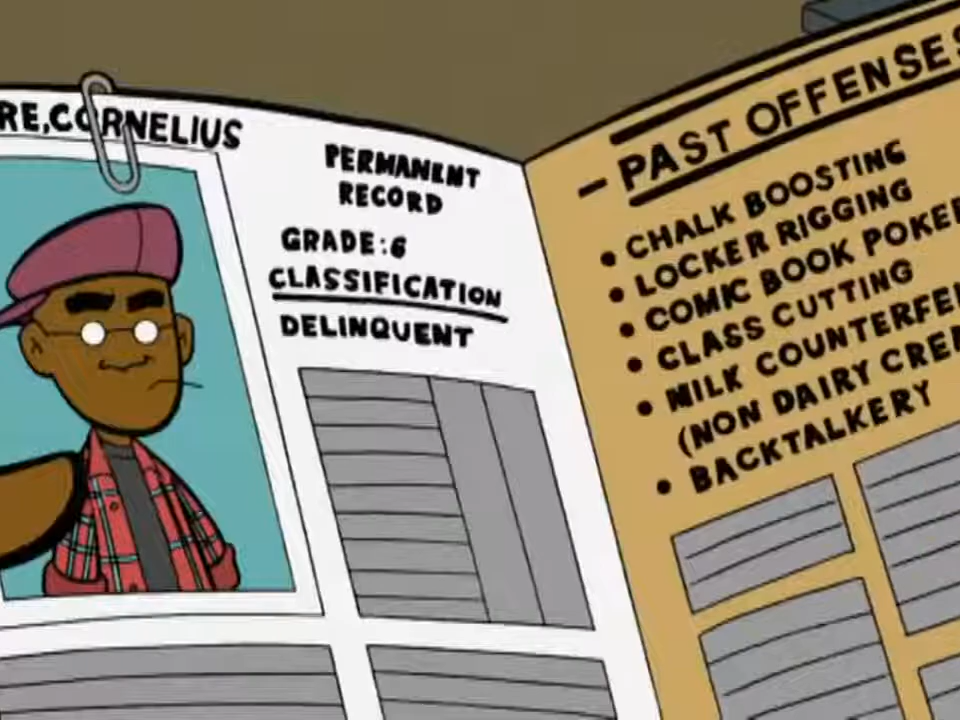 RE,CORNELIUS
PERMANENT
RECORD
GRADE:6
CLASSIFICATION
DELINQUENT
- PAST OFFENSES
• CHALK BOOSTING
• LOCKER RIGGING
• COMIC BOOK POKER
• CLASS CUTTING
• MILK COUNTERFE
(NON DAIRY CRE
• BACKTALKERY